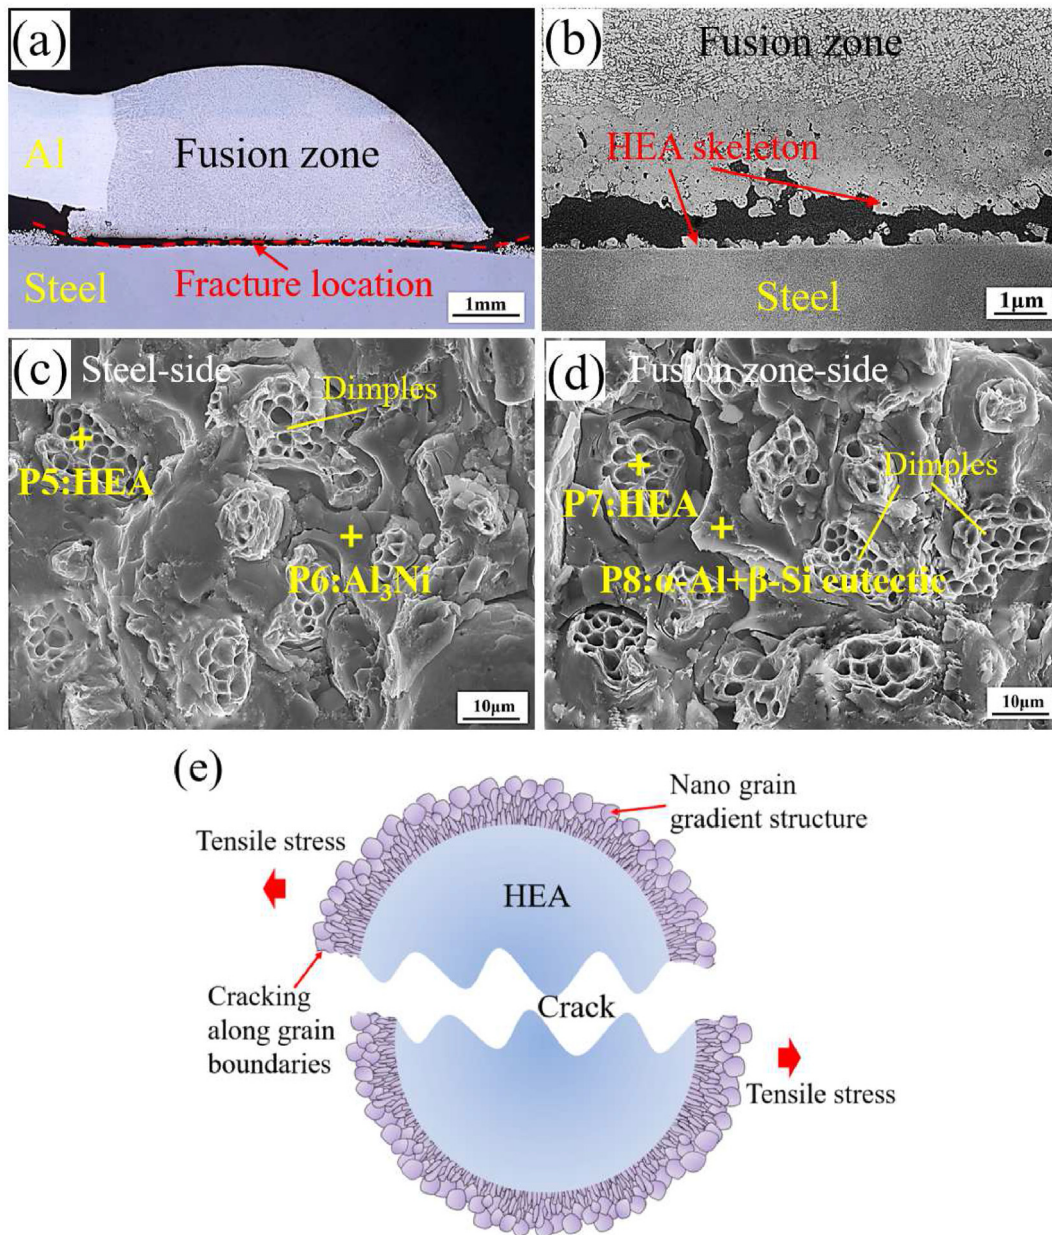 (a)
Al
Fusion zone
Steel
Fracture location
1mm
(b)
Fusion zone
HEA skeleton
Steel
1μm
(c) Steel-side
Dimples
P5:HEA
P6:Al₃Ni
10μm
(d) Fusion zone-side
Dimples
P7:HEA
P8:α-Al+β-Si eutectic
10μm
(e)
Nano grain
gradient structure
Tensile stress
HEA
Cracking
along grain
boundaries
Crack
Tensile stress